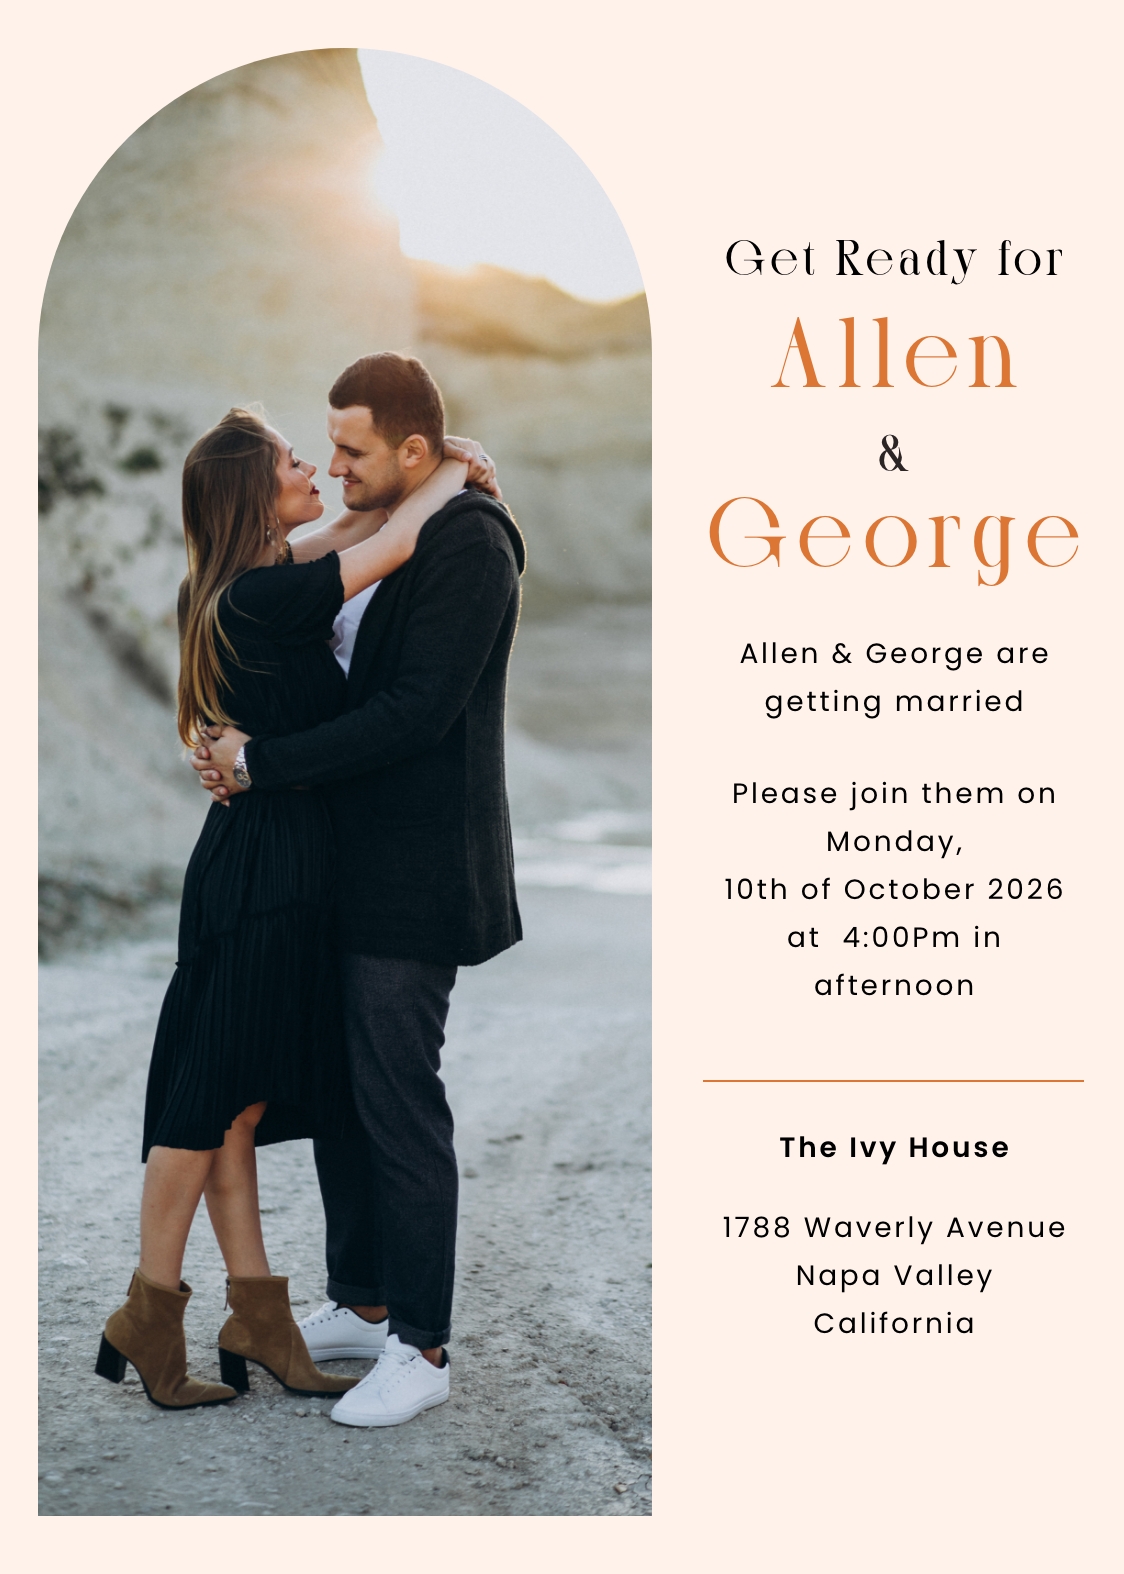 Get Ready for
Allen
&
George
Allen & George are
getting married
Please join them on
Monday,
10th of October 2026
at  4:00Pm in
afternoon
The Ivy House
1788 Waverly Avenue
Napa Valley
California